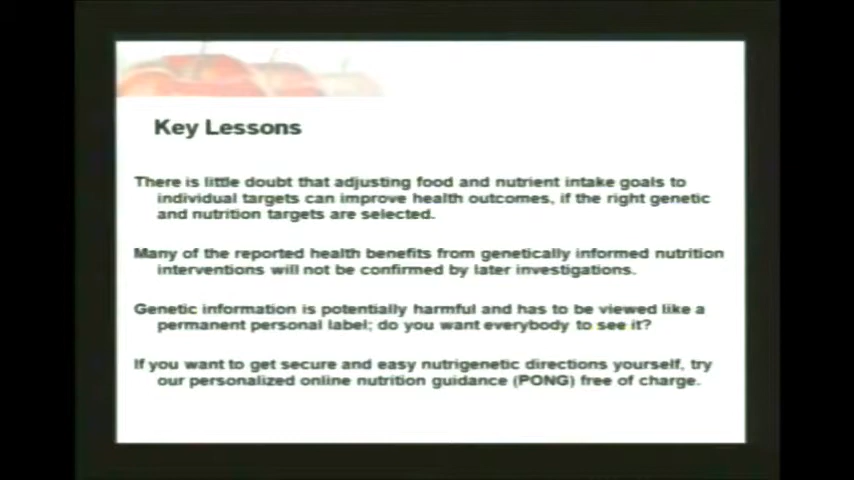 Key Lessons
There is little doubt that adjusting food and nutrient intake goals to
individual targets can improve health outcomes, if the right genetic
and nutrition targets are selected.
Many of the reported health benefits from genetically informed nutrition
interventions will not be confirmed by later investigations.
Genetic information is potentially harmful and has to be viewed like a
permanent personal label; do you want everybody to see it?
If you want to get secure and easy nutrigenetic directions yourself, try
our personalized online nutrition guidance (PONG) free of charge.